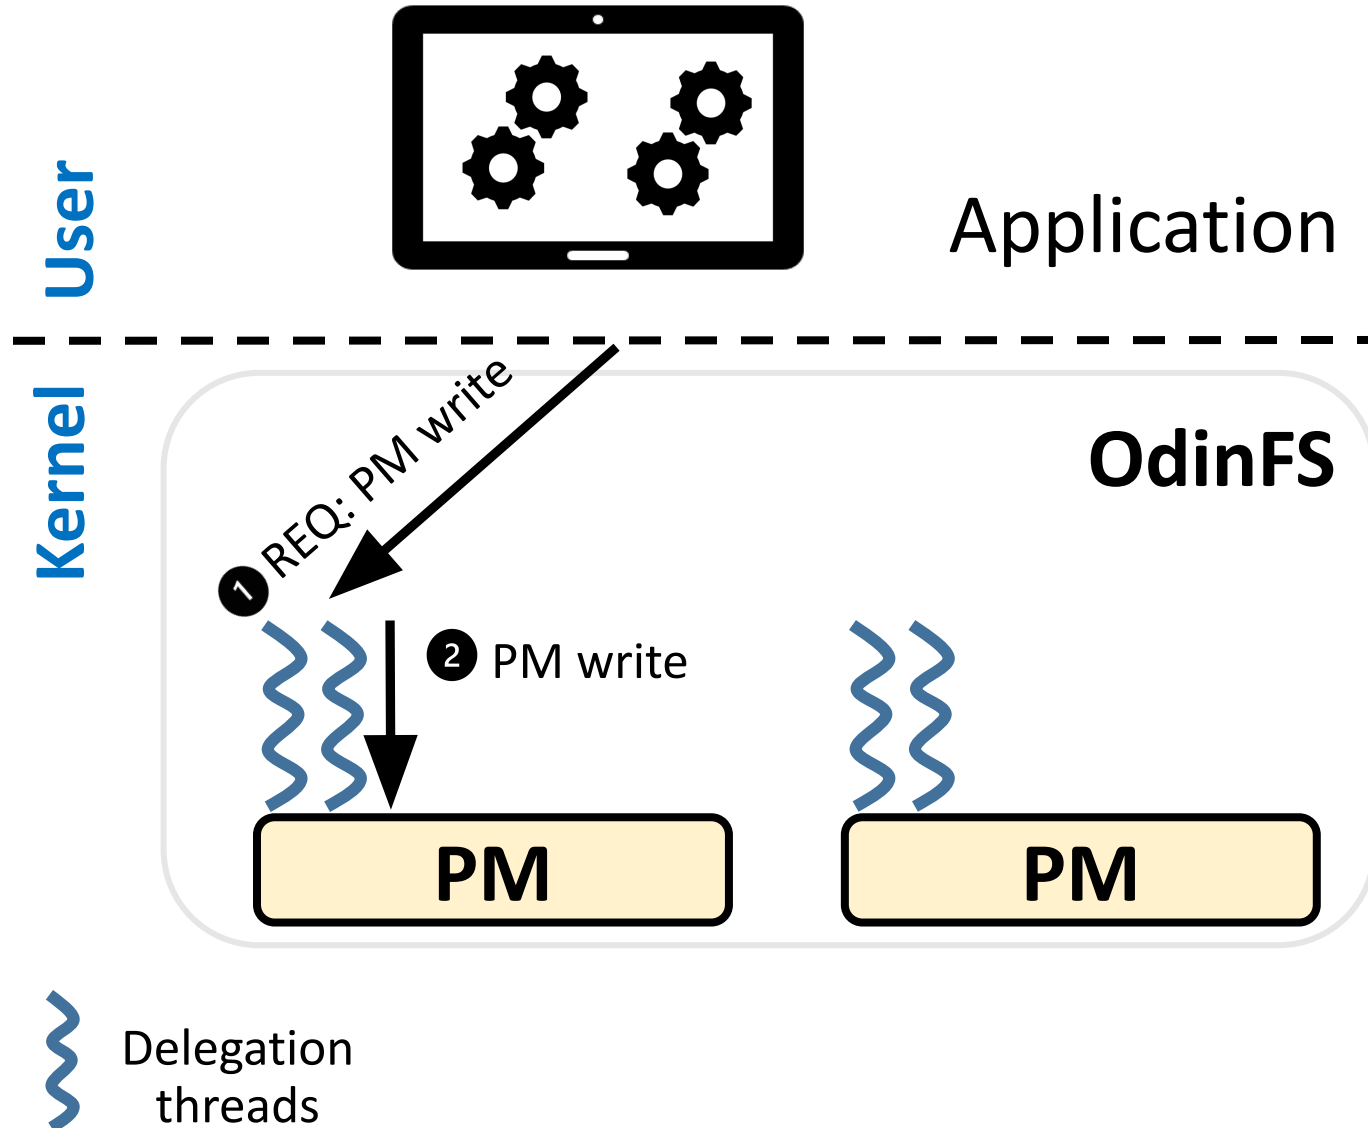 User
Application
Kernel
OdinFS
1 REQ: PM write
2 PM write
PM
PM
Delegation
threads